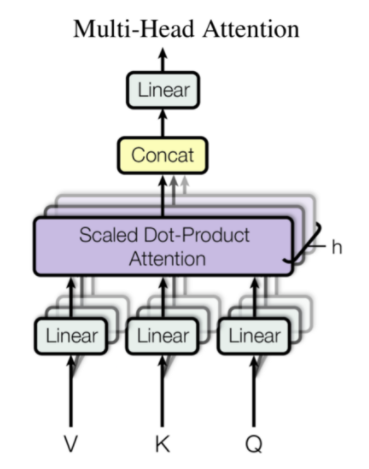 Multi-Head Attention
Linear
Concat
Scaled Dot-Product
Attention
h
Linear
Linear
Linear
V
K
Q